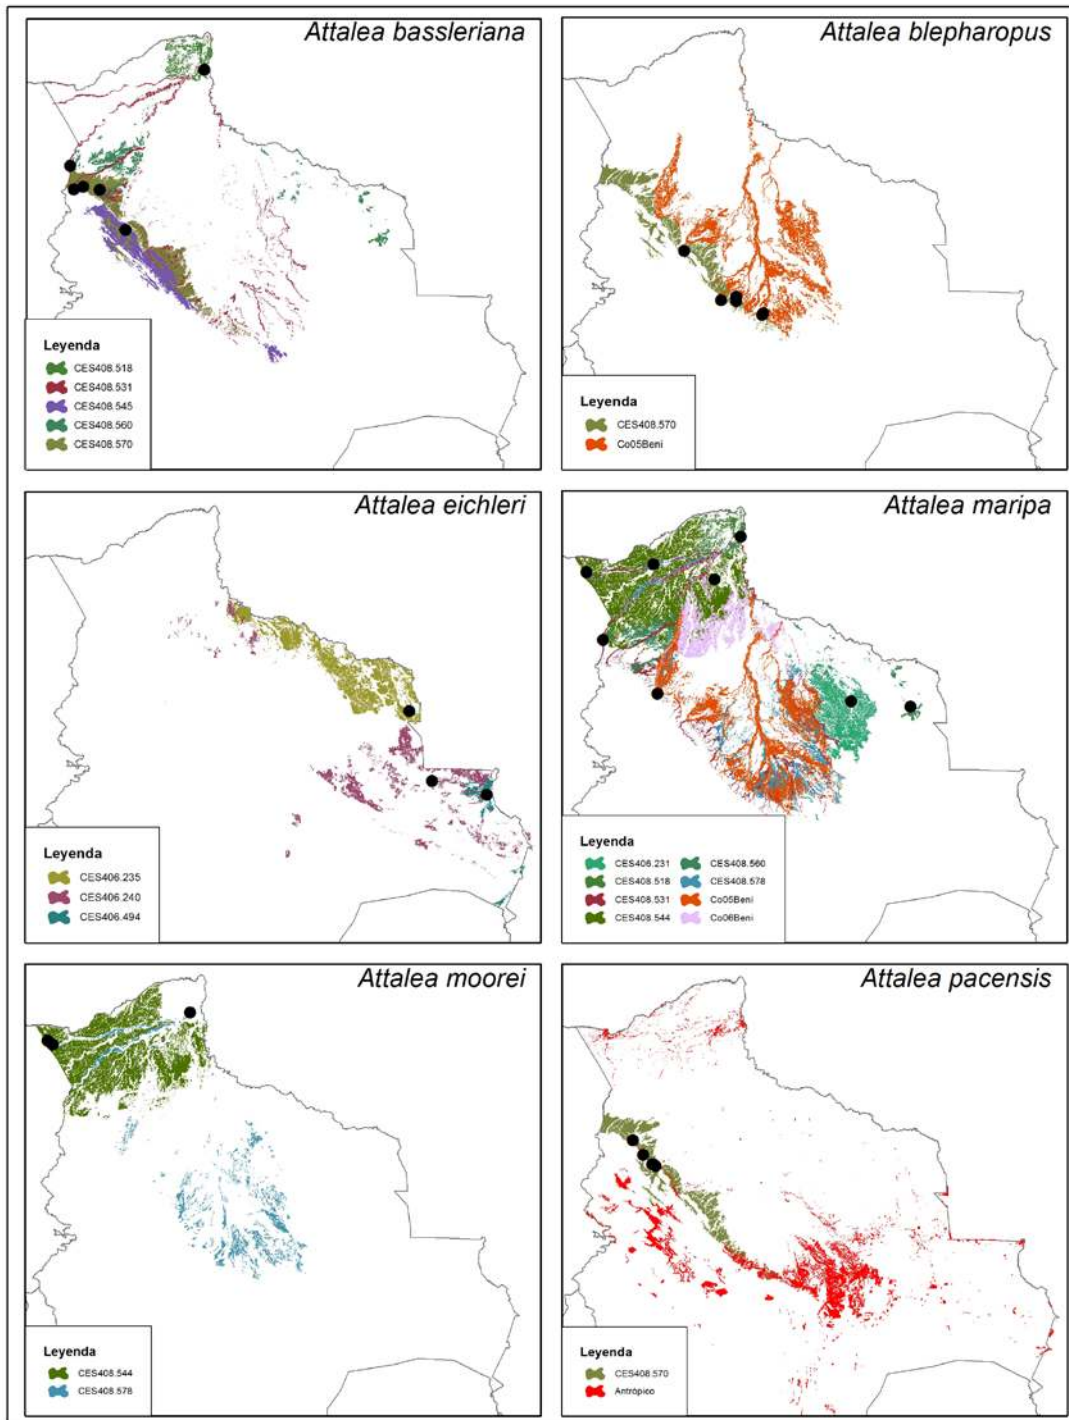 Attalea bassleriana
Leyenda
CES408.518
CES408.531
CES408.545
CES408.560
CES408.570
Attalea blepharopus
Leyenda
CES408.570
Co05Beni
Attalea eichleri
Leyenda
CES406.235
CES406.240
CES406.494
Attalea maripa
Leyenda
CES406.231
CES408.518
CES408.531
CES408.544
CES408.560
CES408.578
Co05Beni
Co06Beni
Attalea moorei
Leyenda
CES408.544
CES408.578
Attalea pacensis
Leyenda
CES408.570
Antrópico